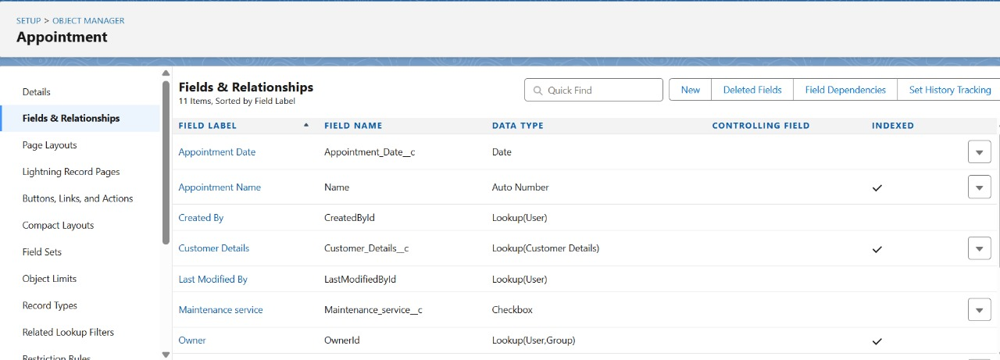 SETUP > OBJECT MANAGER
Appointment
Details
Fields & Relationships
Page Layouts
Lightning Record Pages
Buttons, Links, and Actions
Compact Layouts
Field Sets
Object Limits
Record Types
Related Lookup Filters
Restriction Rules
Fields & Relationships
11 Items, Sorted by Field Label
Quick Find
New
Deleted Fields
Field Dependencies
Set History Tracking
FIELD LABEL FIELD NAME DATA TYPE CONTROLLING FIELD INDEXED
Appointment Date Appointment_Date__c Date
Appointment Name Name Auto Number
Created By CreatedById Lookup(User)
Customer Details Customer_Details__c Lookup(Customer Details)
Last Modified By LastModifiedById Lookup(User)
Maintenance service Maintenance_service__c Checkbox
Owner OwnerId Lookup(User,Group)